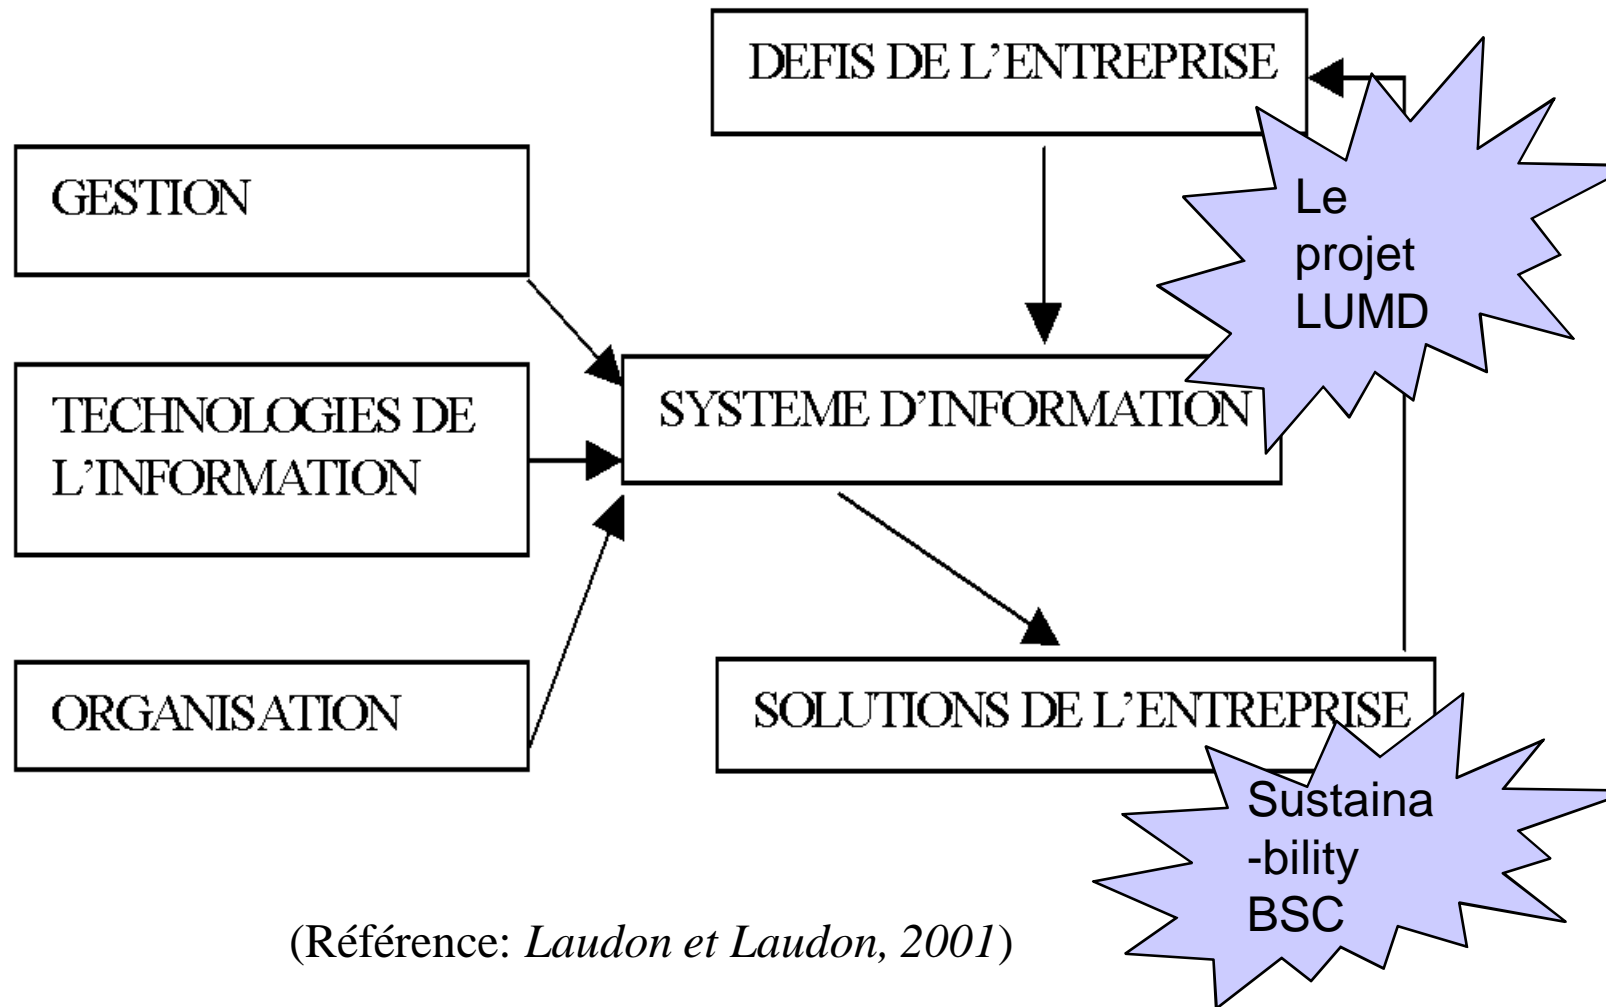 DEFIS DE L’ENTREPRISE
GESTION
Le
projet
LUMD
TECHNOLOGIES DE
L’INFORMATION
SYSTEME D’INFORMATION
ORGANISATION
SOLUTIONS DE L’ENTREPRISE
Sustaina
-bility
BSC
(Référence: Laudon et Laudon, 2001)